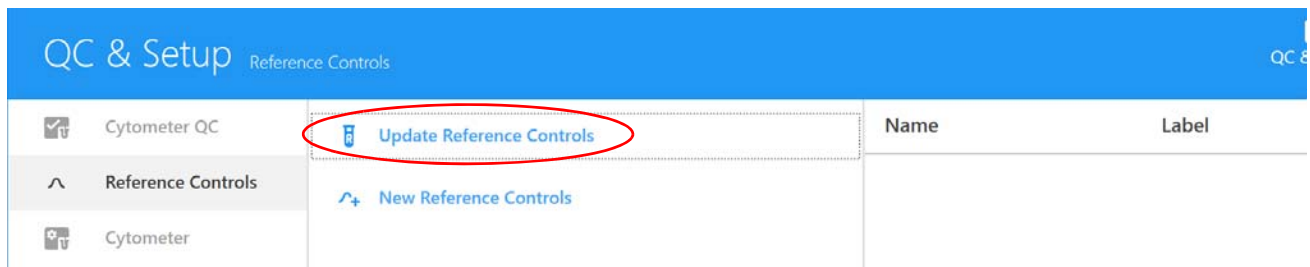 QC & Setup Reference Controls
QC &
Cytometer QC
Update Reference Controls
Name Label
Reference Controls
New Reference Controls
Cytometer